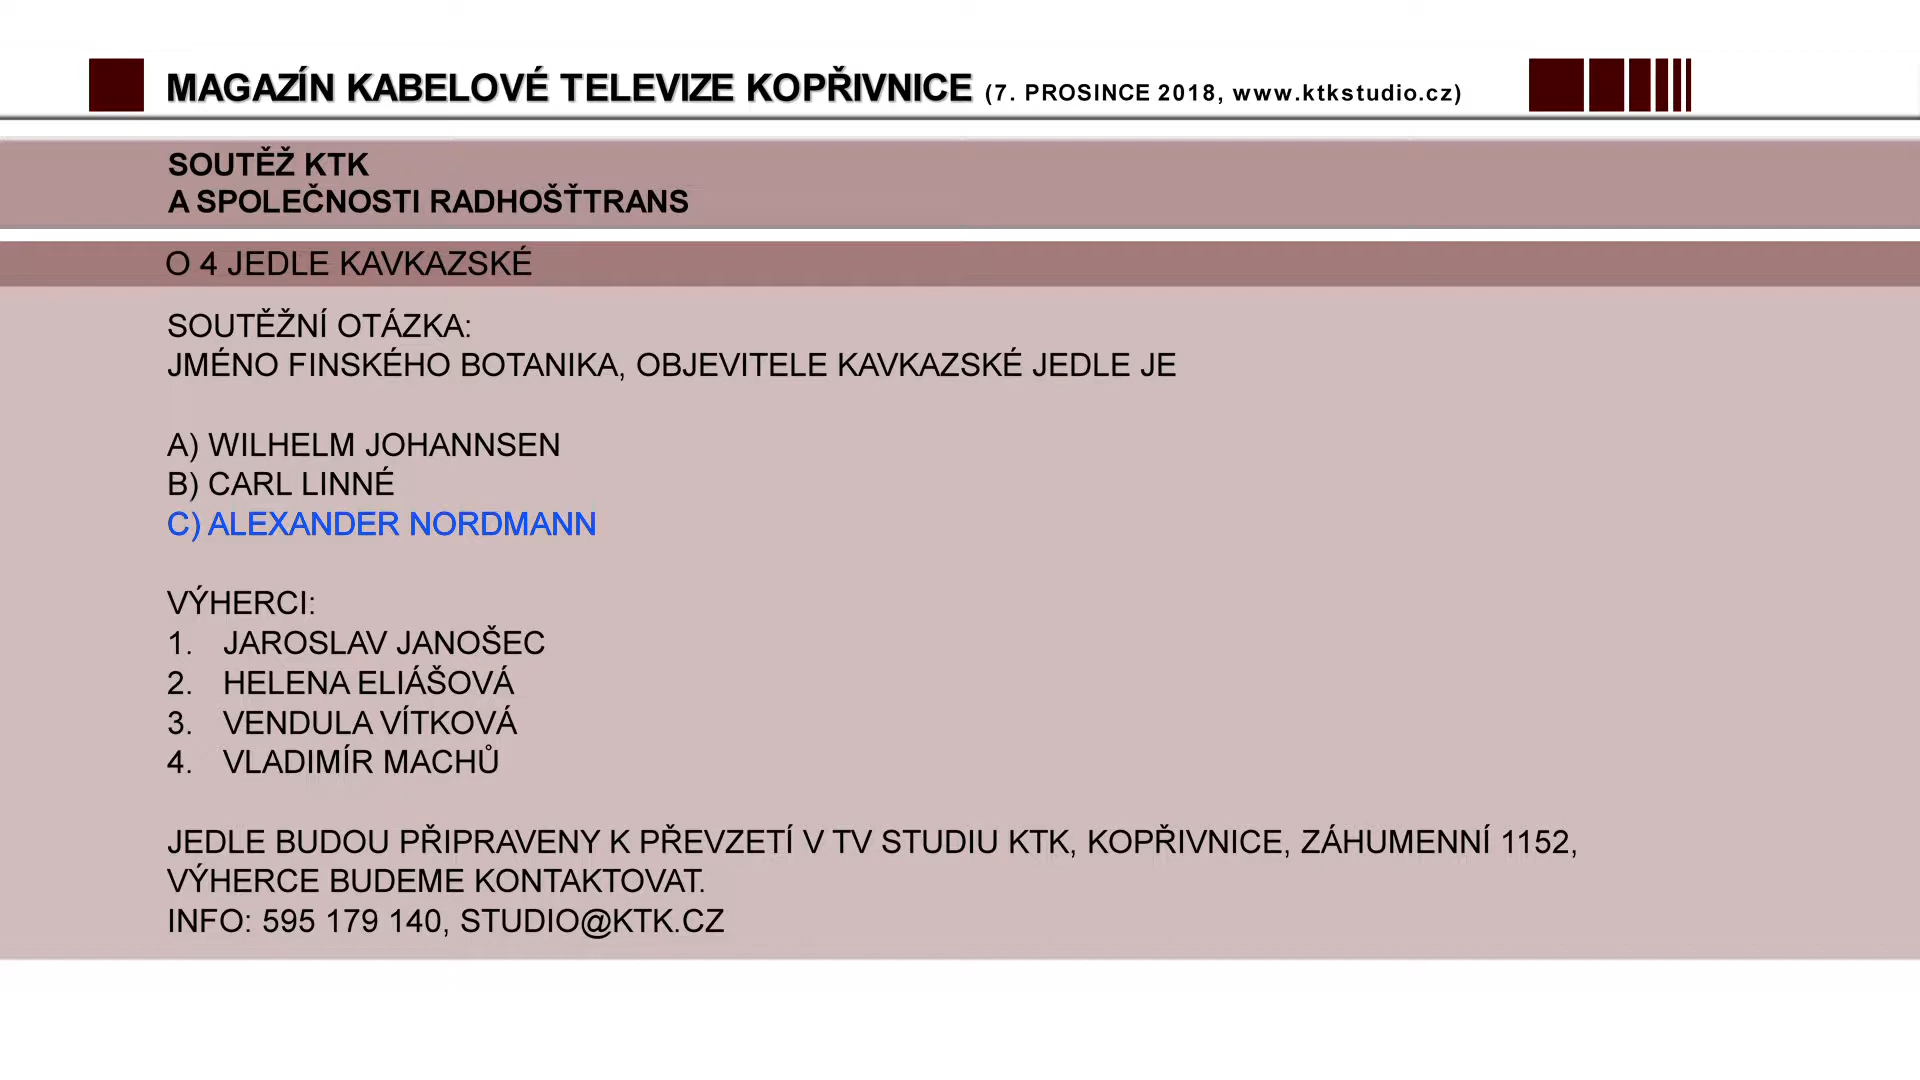 MAGAZÍN KABELOVÉ TELEVIZE KOPŘIVNICE (7. PROSINCE 2018, www.ktkstudio.cz)
SOUTĚŽ KTK
A SPOLEČNOSTI RADHOŠŤTRANS
O 4 JEDLE KAVKAZSKÉ
SOUTĚŽNÍ OTÁZKA:
JMÉNO FINSKÉHO BOTANIKA, OBJEVITELE KAVKAZSKÉ JEDLE JE
A) WILHELM JOHANNSEN
B) CARL LINNÉ
C) ALEXANDER NORDMANN
VÝHERCI:
1. JAROSLAV JANOŠEC
2. HELENA ELIÁŠOVÁ
3. VENDULA VÍTKOVÁ
4. VLADIMÍR MACHŮ
JEDLE BUDOU PŘIPRAVENY K PŘEVZETÍ V TV STUDIU KTK, KOPŘIVNICE, ZÁHUMENNÍ 1152,
VÝHERCE BUDEME KONTAKTOVAT.
INFO: 595 179 140, STUDIO@KTK.CZ